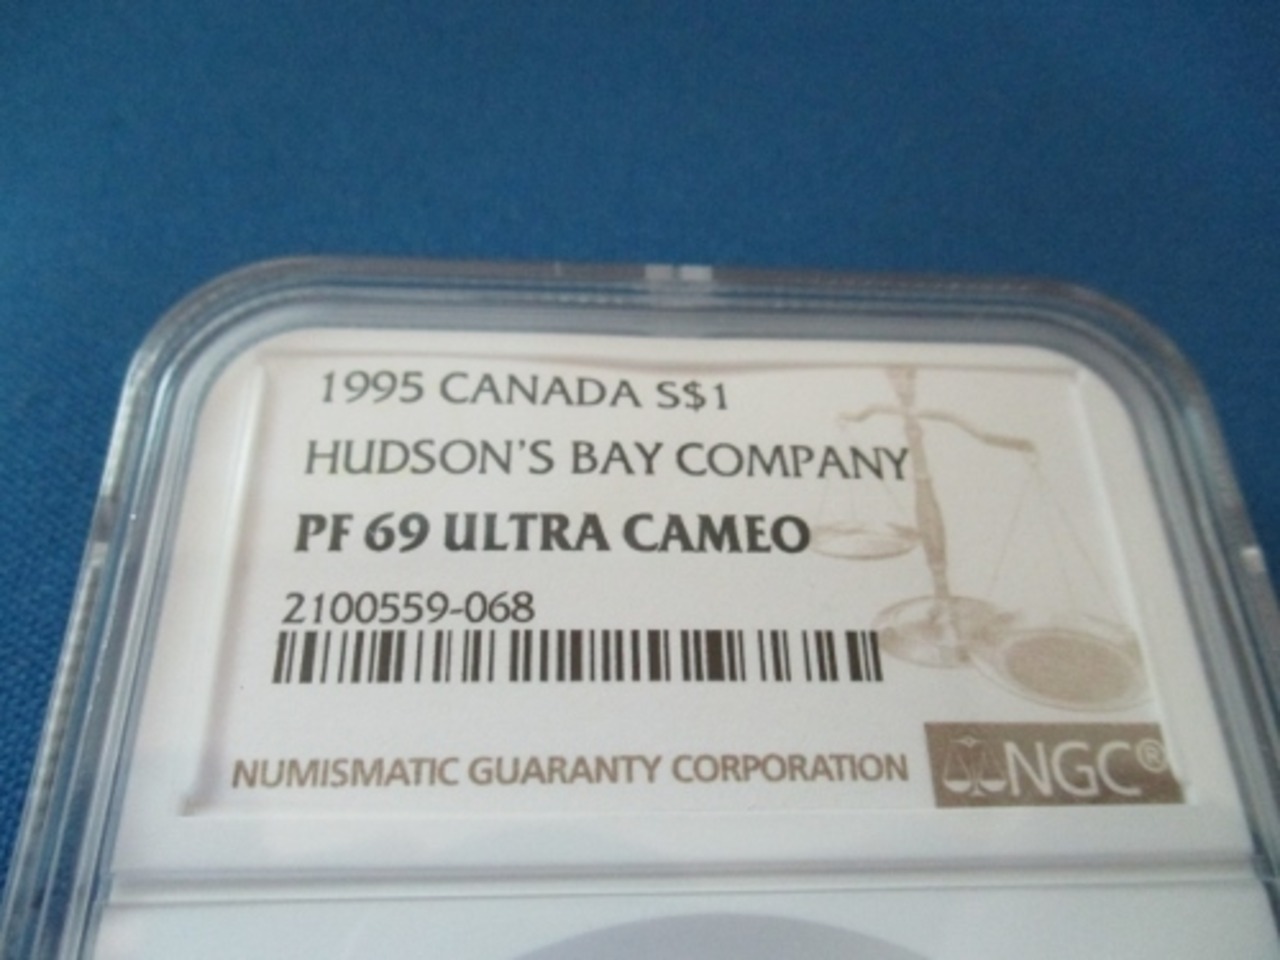 1995 CANADA S$1
HUDSON'S BAY COMPANY
PF 69 ULTRA CAMEO
2100559-068
NUMISMATIC GUARANTY CORPORATION
NGC®